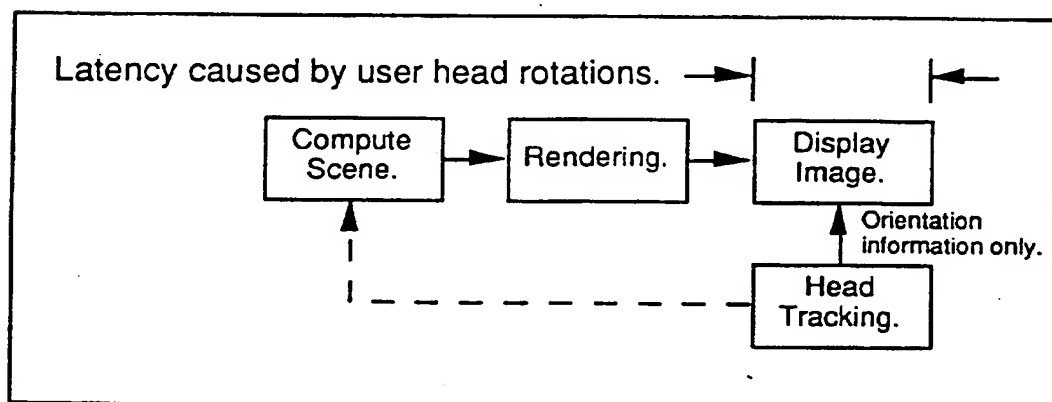 Latency caused by user head rotations.
Compute
Scene.
Rendering.
Display
Image.
Orientation
information only.
Head
Tracking.